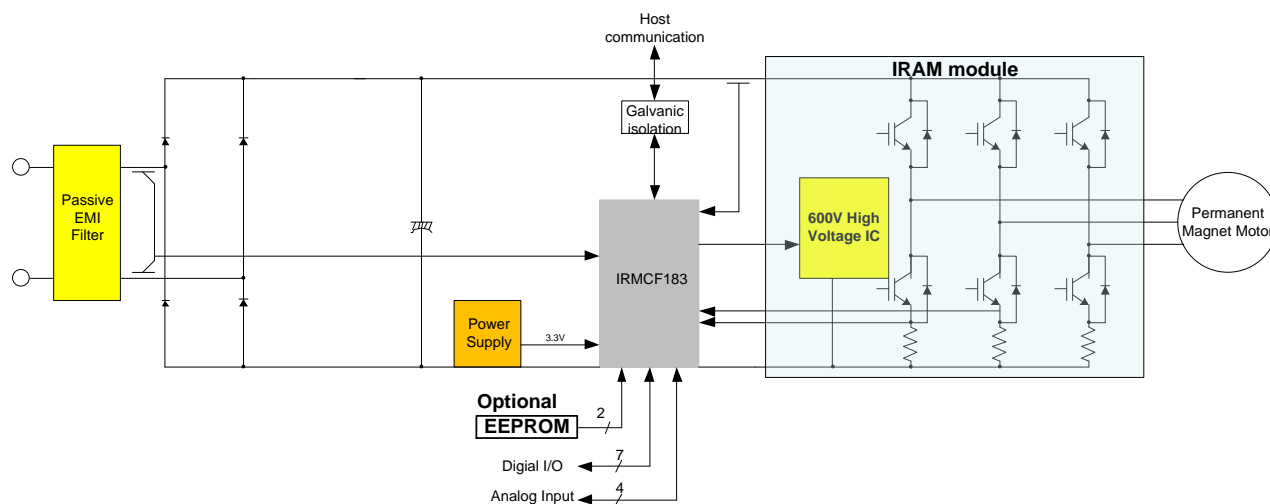 Host
communication
IRAM module
Galvanic
isolation
Passive
EMI
Filter
600V High
Voltage IC
Permanent
Magnet Motor
IRMCF183
Power
Supply
3.3V
Optional
EEPROM
2
Digial I/O
7
Analog Input
4